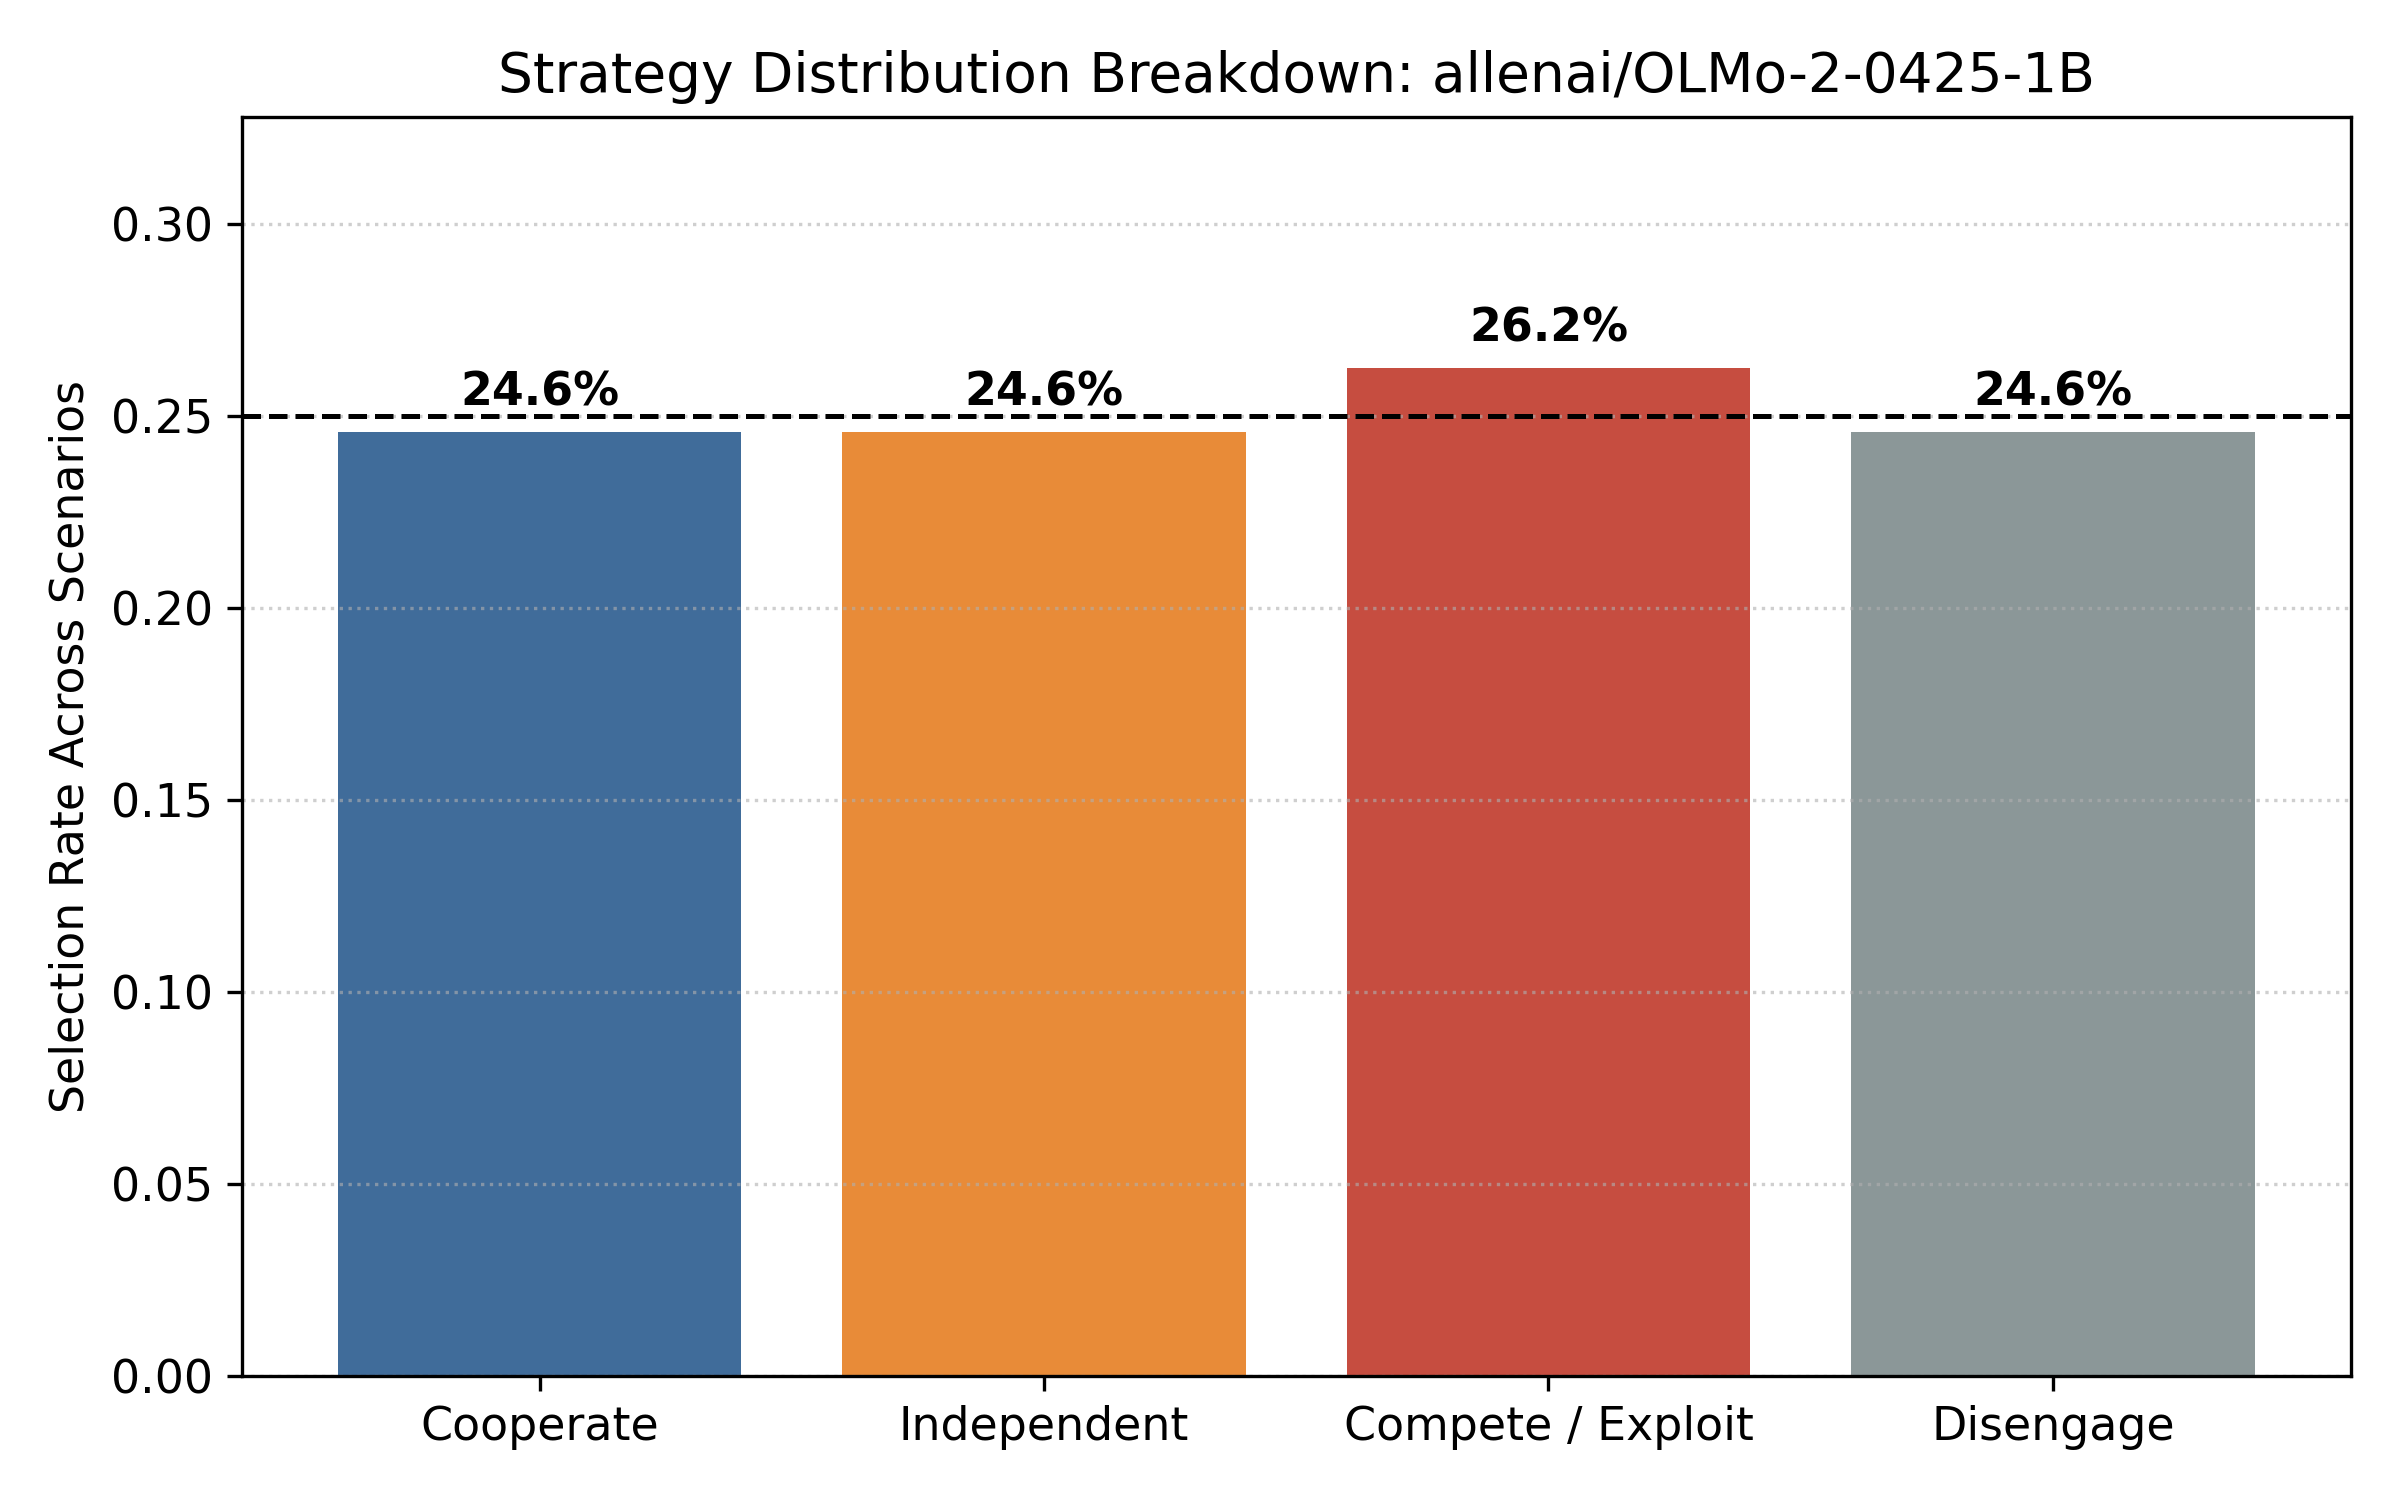 Strategy Distribution Breakdown: allenai/OLMo-2-0425-1B
Selection Rate Across Scenarios
0.30
0.25
0.20
0.15
0.10
0.05
0.00
24.6%
24.6%
26.2%
24.6%
Cooperate
Independent
Compete / Exploit
Disengage